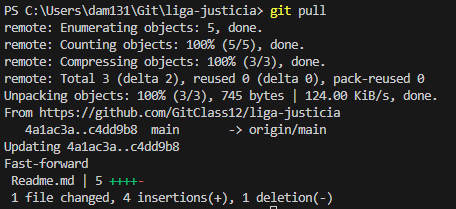 PS C:\Users\dam131\Git\liga-justicia> git pull
remote: Enumerating objects: 5, done.
remote: Counting objects: 100% (5/5), done.
remote: Compressing objects: 100% (3/3), done.
remote: Total 3 (delta 2), reused 0 (delta 0), pack-reused 0
Unpacking objects: 100% (3/3), 745 bytes | 124.00 KiB/s, done.
From https://github.com/GitClass12/liga-justicia
   4a1ac3a..c4dd9b8  main       -> origin/main
Updating 4a1ac3a..c4dd9b8
Fast-forward
 Readme.md | 5 ++++-
 1 file changed, 4 insertions(+), 1 deletion(-)